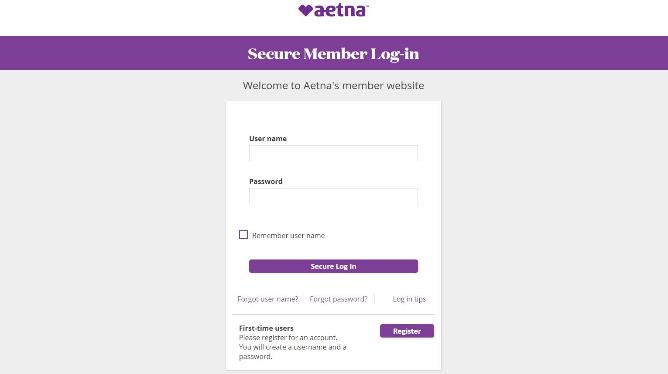 aetna™
Secure Member Log-in
Welcome to Aetna's member website
User name
Password
Remember user name
Secure Log In
Forgot user name? Forgot password? Log in tips
First-time users
Please register for an account.
You will create a username and a
password.
Register